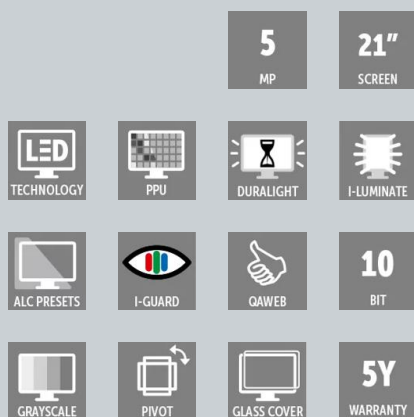 5
MP
21"
SCREEN
LED
TECHNOLOGY
PPU
DURALIGHT
I-LUMINATE
ALC PRESETS
I-GUARD
QAWEB
10
BIT
GRAYSCALE
PIVOT
GLASS COVER
5Y
WARRANTY